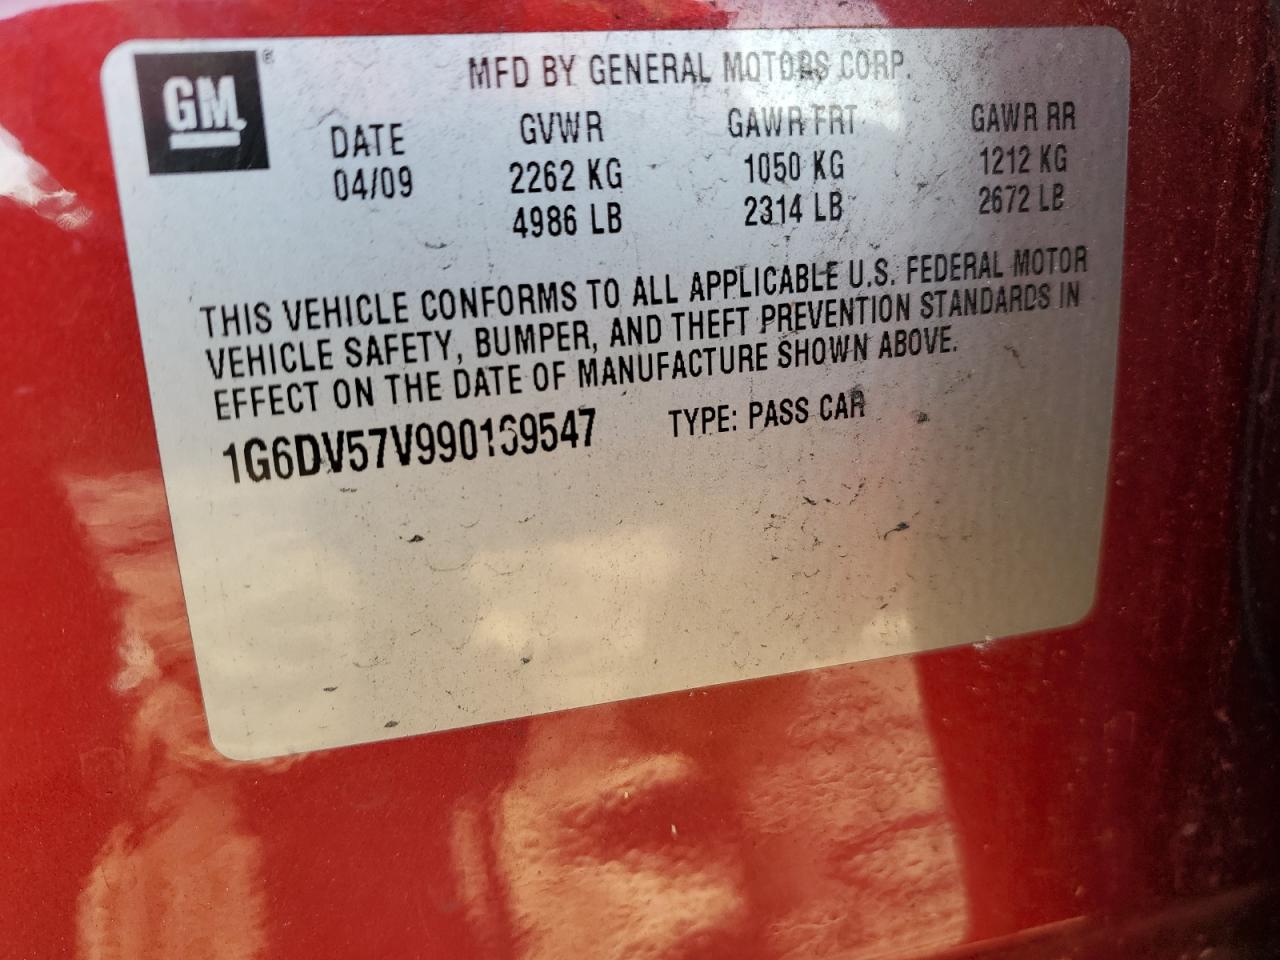 GM ®
MFD BY GENERAL MOTORS CORP.
DATE GVWR GAWR FRT GAWR RR
04/09 2262 KG 1050 KG 1212 KG
4986 LB 2314 LB 2672 LB
THIS VEHICLE CONFORMS TO ALL APPLICABLE U.S. FEDERAL MOTOR
VEHICLE SAFETY, BUMPER, AND THEFT PREVENTION STANDARDS IN
EFFECT ON THE DATE OF MANUFACTURE SHOWN ABOVE.
1G6DV57V990169547 TYPE: PASS CAR